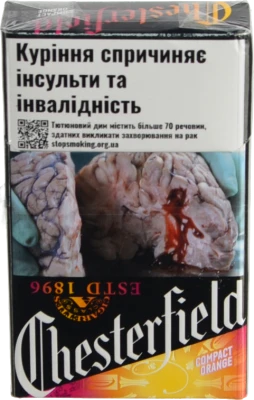 Куріння спричиняє
інсульти та
інвалідність
Тютюновий дим містить більше 70 речовин,
здатних викликати захворювання на рак
stopsmoking.org.ua
ESTD 1896
Chesterfield
COMPACT
ORANGE